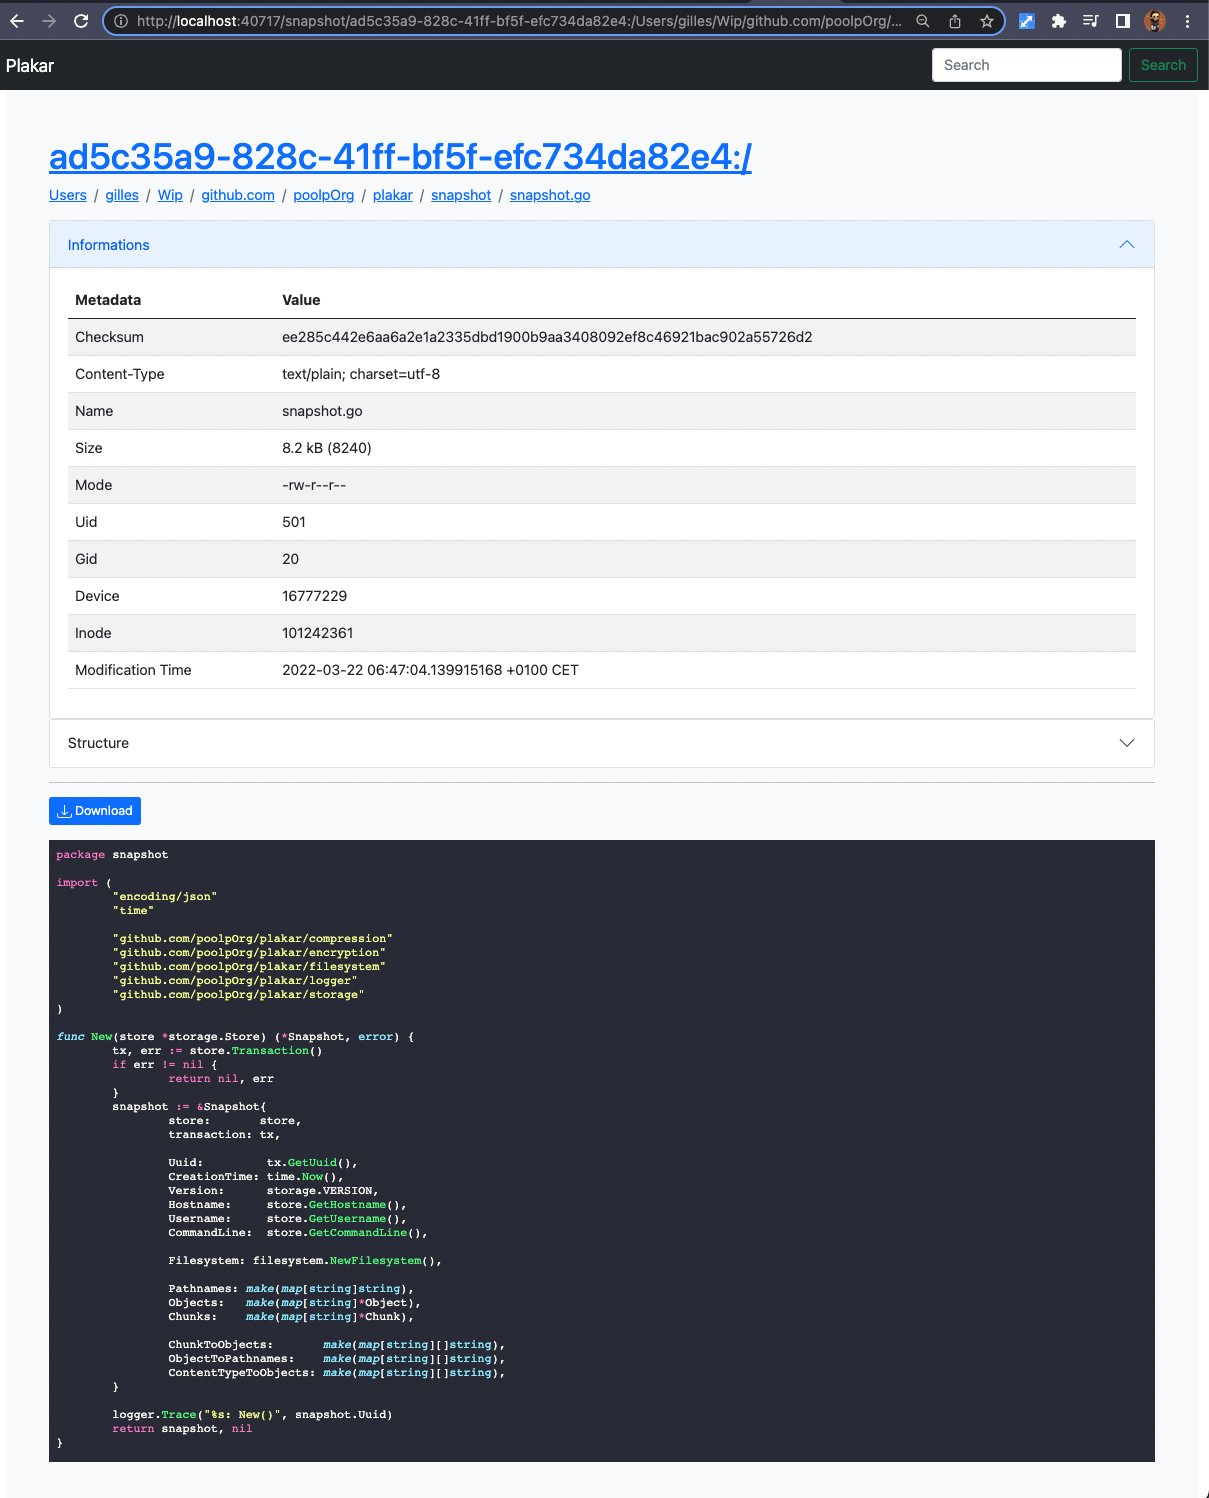 http://localhost:40717/snapshot/ad5c35a9-828c-41ff-bf5f-efc734da82e4:/Users/gilles/Wip/github.com/poolpOrg/...
Plakar
Search
Search
ad5c35a9-828c-41ff-bf5f-efc734da82e4:/
Users / gilles / Wip / github.com / poolpOrg / plakar / snapshot / snapshot.go
Informations
Metadata Value
Checksum ee285c442e6aa6a2e1a2335dbd1900b9aa3408092ef8c46921bac902a55726d2
Content-Type text/plain; charset=utf-8
Name snapshot.go
Size 8.2 kB (8240)
Mode -rw-r--r--
Uid 501
Gid 20
Device 16777229
Inode 101242361
Modification Time 2022-03-22 06:47:04.139915168 +0100 CET
Structure
Download
package snapshot
import (
"encoding/json"
"time"
"github.com/poolpOrg/plakar/compression"
"github.com/poolpOrg/plakar/encryption"
"github.com/poolpOrg/plakar/filesystem"
"github.com/poolpOrg/plakar/logger"
"github.com/poolpOrg/plakar/storage"
)
func New(store *storage.Store) (*Snapshot, error) {
tx, err := store.Transaction()
if err != nil {
return nil, err
}
snapshot := &Snapshot{
store: store,
transaction: tx,
Uuid: tx.GetUuid(),
CreationTime: time.Now(),
Version: storage.VERSION,
Hostname: store.GetHostname(),
Username: store.GetUsername(),
CommandLine: store.GetCommandLine(),
Filesystem: filesystem.NewFilesystem(),
Pathnames: make(map[string]string),
Objects: make(map[string]*Object),
Chunks: make(map[string]*Chunk),
ChunkToObjects: make(map[string][]string),
ObjectToPathnames: make(map[string][]string),
ContentTypeToObjects: make(map[string][]string),
}
logger.Trace("%s: New()", snapshot.Uuid)
return snapshot, nil
}